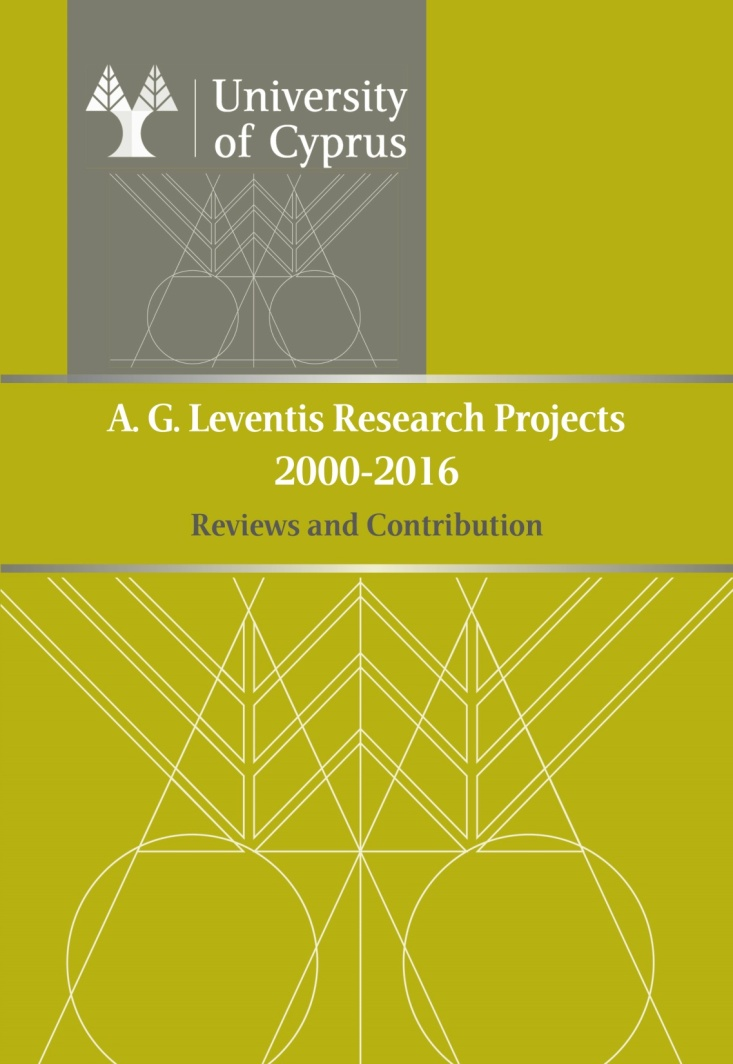 University
of Cyprus
A. G. Leventis Research Projects
2000-2016
Reviews and Contribution